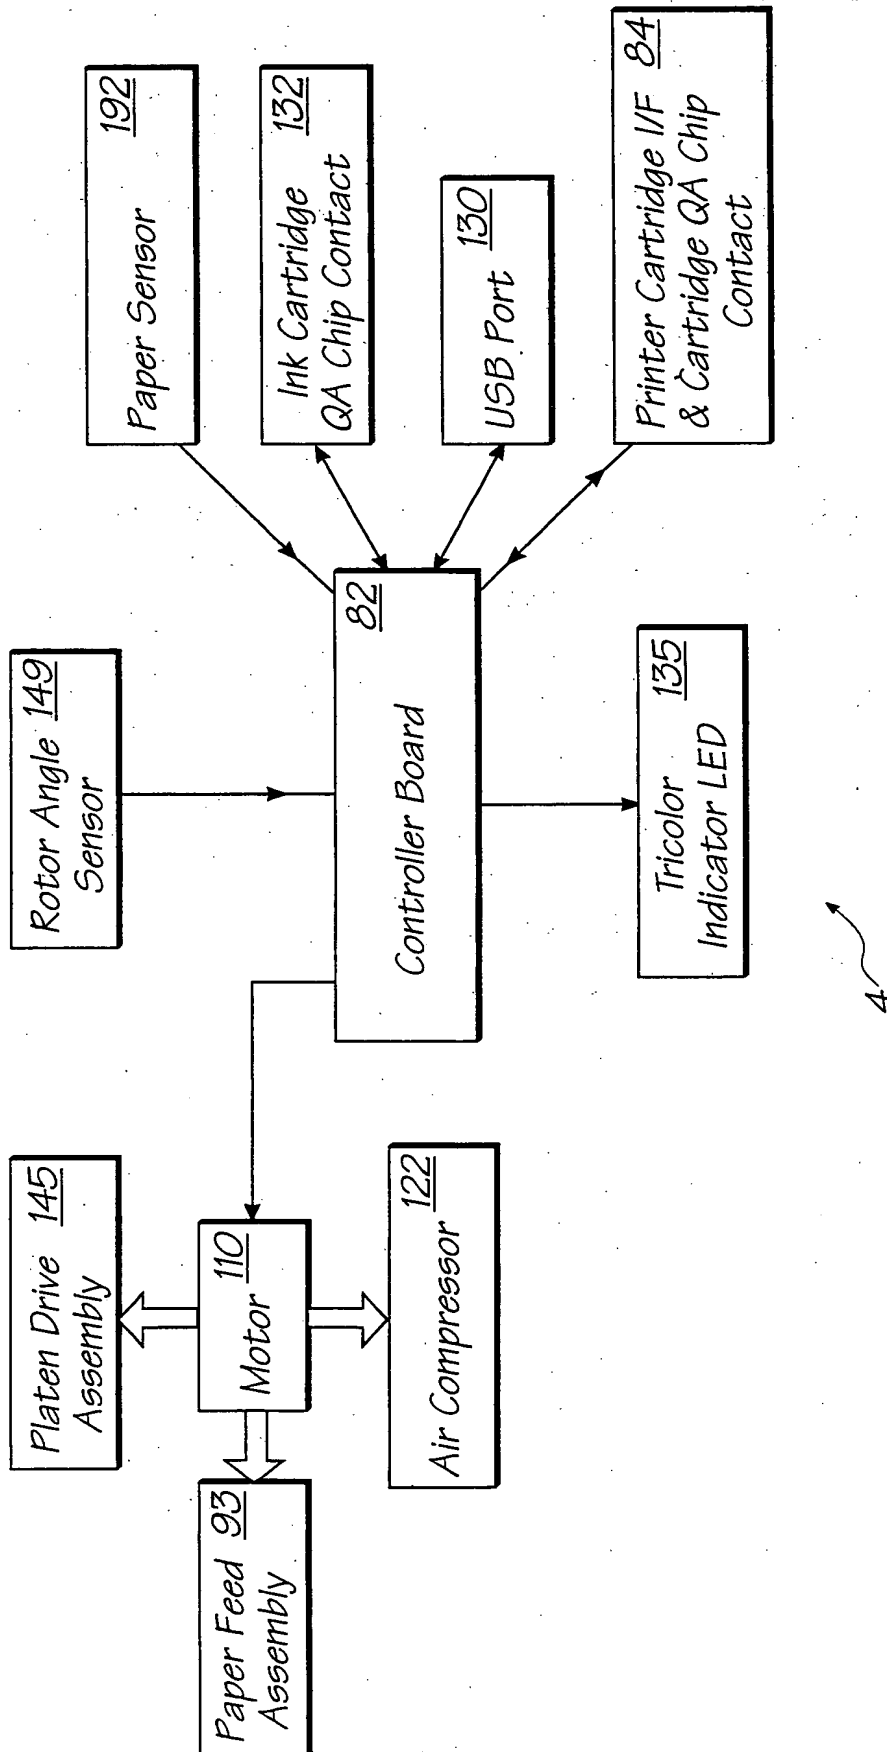 Paper Feed 93
Assembly
Platen Drive 145
Assembly
Motor 110
Air Compressor 122
Rotor Angle 149
Sensor
Controller Board 82
Tricolor 135
Indicator LED
Paper Sensor 192
Ink Cartridge 132
QA Chip Contact
USB Port 130
Printer Cartridge I/F 84
& Cartridge QA Chip
Contact
4